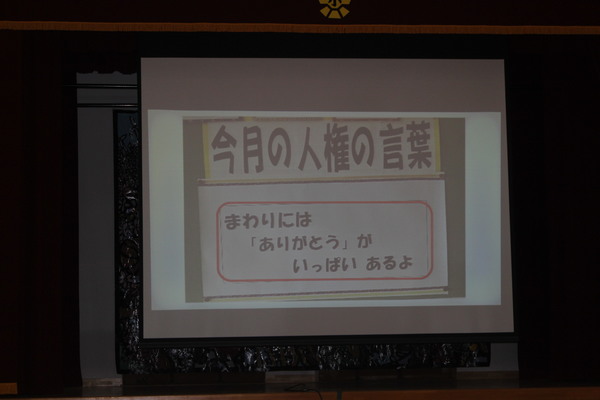 今月の人権の言葉
まわりには
「ありがとう」が
いっぱい あるよ